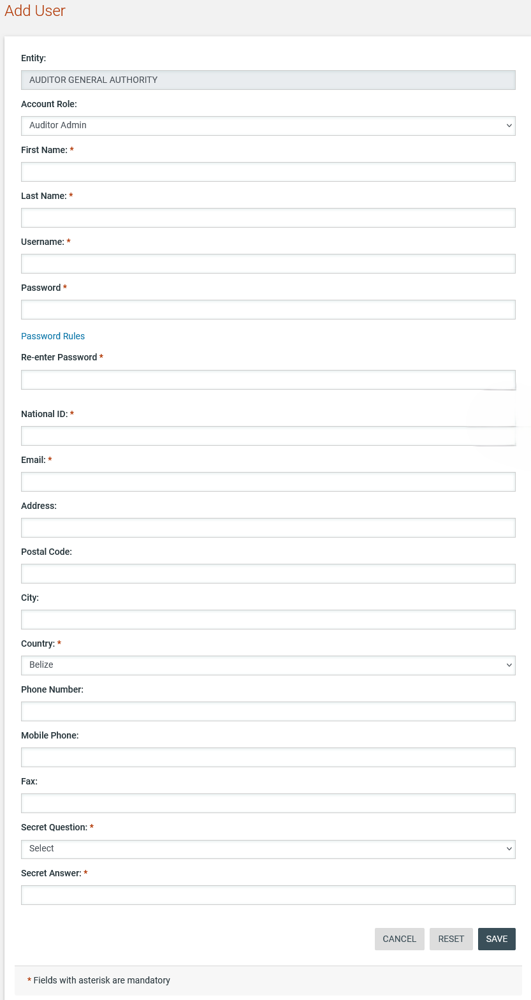 Add User
Entity:
AUDITOR GENERAL AUTHORITY
Account Role:
Auditor Admin
First Name: *
Last Name: *
Username: *
Password *
Password Rules
Re-enter Password *
National ID: *
Email: *
Address:
Postal Code:
City:
Country: *
Belize
Phone Number:
Mobile Phone:
Fax:
Secret Question: *
Select
Secret Answer: *
CANCEL RESET SAVE
* Fields with asterisk are mandatory